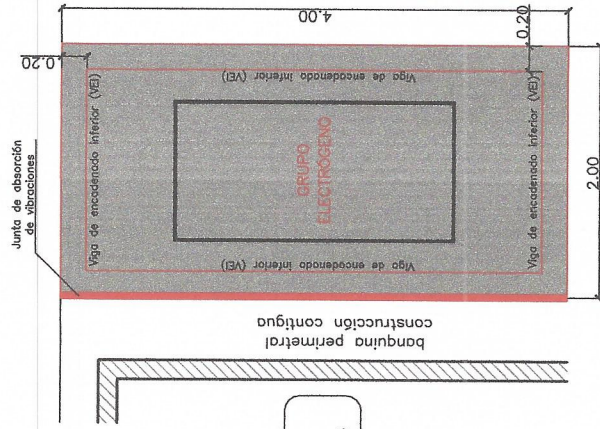 4.00
0.20
0.20
Junta de absorción
de vibraciones
Viga de encadenado inferior (VEI)
Viga de encadenado inferior (VEI)
GRUPO
ELECTRÓGENO
Viga de encadenado inferior (VEI)
Viga de encadenado inferior (VEI)
2.00
banquina perimetral
construcción contigua